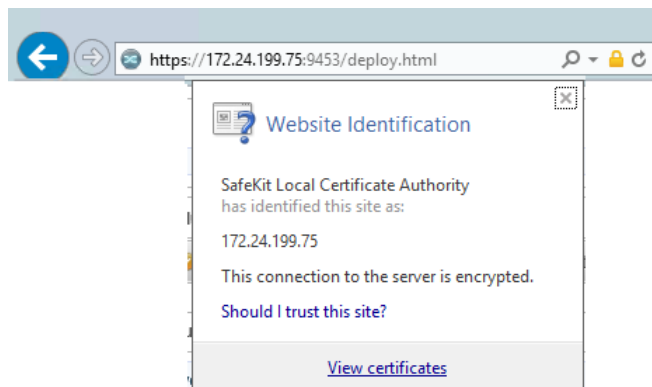 https://172.24.199.75:9453/deploy.html
Website Identification
SafeKit Local Certificate Authority
has identified this site as:
172.24.199.75
This connection to the server is encrypted.
Should I trust this site?
View certificates